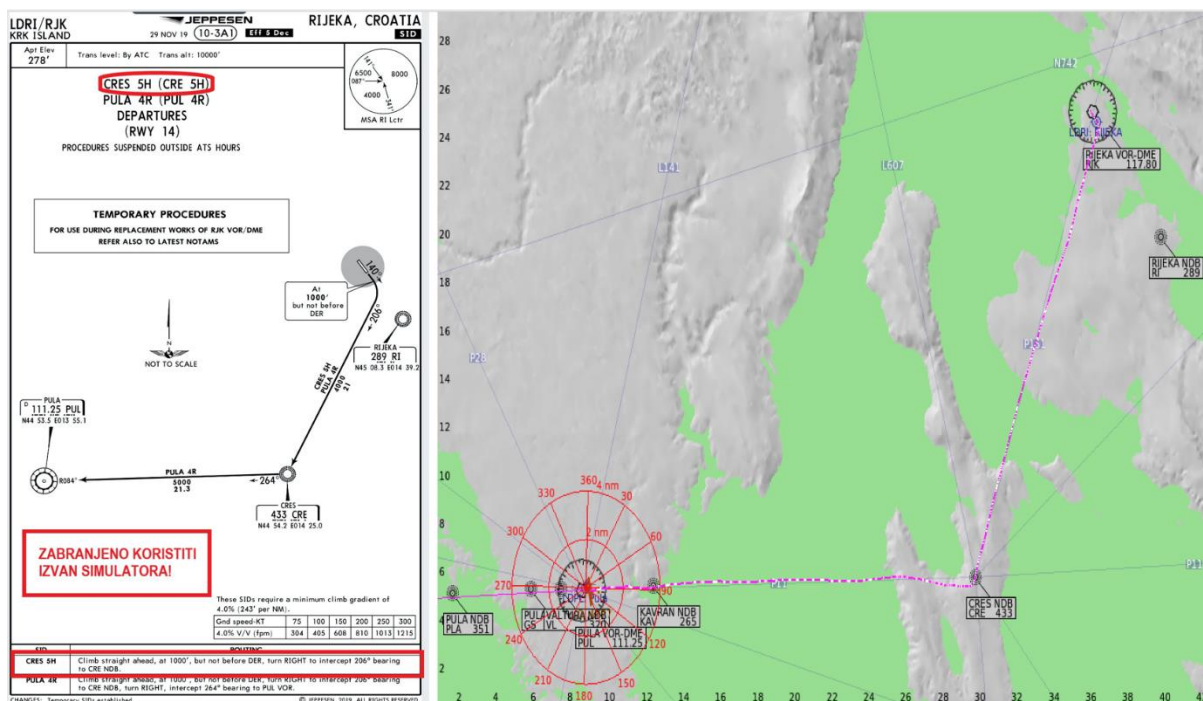 LDRI/RJK
KRK ISLAND
JEPPESEN
29 NOV 19
10-3A1
Eff 5 Dec
RIJEKA, CROATIA
SID
Apt Elev
278'
Trans level: By ATC Trans alt: 10000'
CRES 5H (CRE 5H)
PULA 4R (PUL 4R)
DEPARTURES
(RWY 14)
PROCEDURES SUSPENDED OUTSIDE ATS HOURS
141°
6500
8000
087°
4000
341°
MSA RI Lctr
TEMPORARY PROCEDURES
FOR USE DURING REPLACEMENT WORKS OF RJK VOR/DME
REFER ALSO TO LATEST NOTAMS
140°
At
1000'
but not before
DER
206°
RIJEKA
289 RI
N45 08.3 E014 39.2
N
NOT TO SCALE
CRES 5H
PULA 4R
4000
21
PULA
D 111.25 PUL
N44 53.5 E013 55.1
R084°
PULA 4R
5000
21.3
264°
CRES
433 CRE
N44 54.2 E014 25.0
ZABRANJENO KORISTITI
IZVAN SIMULATORA!
These SIDs require a minimum climb gradient of
4.0% (243' per NM).
Gnd speed-KT 75 100 150 200 250 300
4.0% V/V (fpm) 304 405 608 810 1013 1215
SID ROUTING
CRES 5H Climb straight ahead, at 1000', but not before DER, turn RIGHT to intercept 206° bearing
to CRE NDB.
PULA 4R Climb straight ahead, at 1000', but not before DER, turn RIGHT to intercept 206° bearing
to CRE NDB, turn RIGHT, intercept 264° bearing to PUL VOR.
CHANGES: Temporary SIDs established.
© JEPPESEN, 2019. ALL RIGHTS RESERVED.
28
26
24
22
20
18
16
14
12
10
8
6
4
2
N742
L141
L607
P28
P151
P11
P11
LDRI
RIJEKA VOR-DME
RJK 117.80
RIJEKA NDB
RI 289
360
4 nm
330
30
300
2 nm
60
270
90
240
120
210
150
180
PULA NDB
PLA 351
VL
320
PULA VOR-DME
PUL 111.25
KAVRAN NDB
KAV 265
CRES NDB
CRE 433
2 4 6 8 10 12 14 16 18 20 22 24 26 28 30 32 34 36 38 40